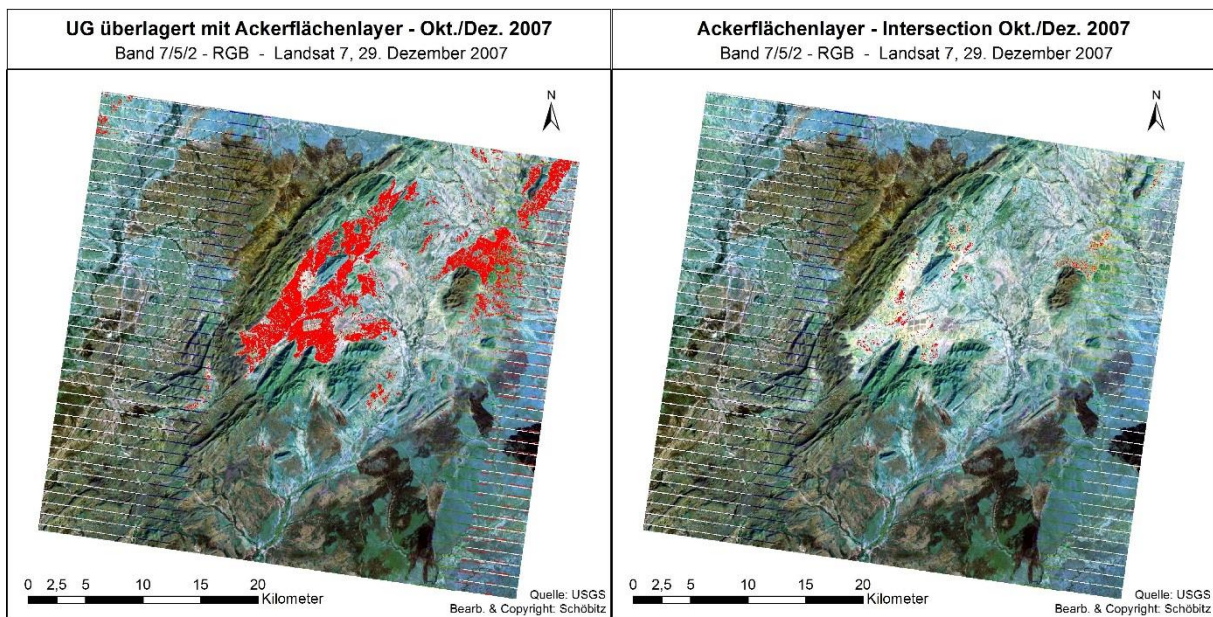 UG überlagert mit Ackerflächenlayer - Okt./Dez. 2007
Band 7/5/2 - RGB - Landsat 7, 29. Dezember 2007
N
0 2,5 5 10 15 20
Kilometer
Quelle: USGS
Bearb. & Copyright: Schöbitz
Ackerflächenlayer - Intersection Okt./Dez. 2007
Band 7/5/2 - RGB - Landsat 7, 29. Dezember 2007
N
0 2,5 5 10 15 20
Kilometer
Quelle: USGS
Bearb. & Copyright: Schöbitz